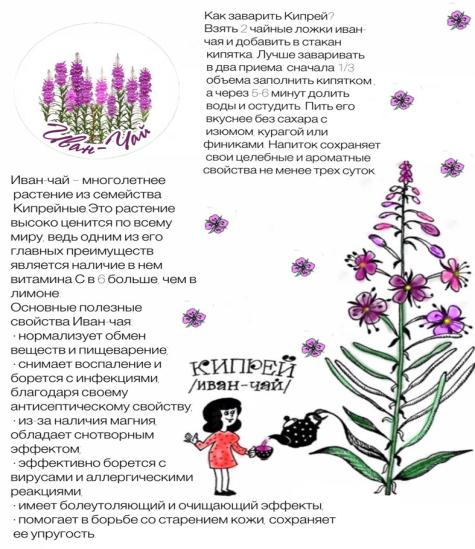 Как заварить Кипрей?
Взять 2 чайные ложки иван-
чая и добавить в стакан
кипятка. Лучше заваривать
в два приема: сначала 1/3
объема заполнить кипятком,
а через 5-6 минут долить
воды и остудить. Пить его
вкуснее без сахара с
изюмом, курагой или
финиками. Напиток сохраняет
свои целебные и ароматные
свойства не менее трех суток.
Иван-Чай
Иван-чай – многолетнее
растение из семейства
Кипрейные Это растение
высоко ценится по всему
миру, ведь одним из его
главных преимуществ
является наличие в нем
витамина С в 6 больше, чем в
лимоне.
Основные полезные
свойства Иван-чая:
• нормализует обмен
веществ и пищеварение;
• снимает воспаление и
борется с инфекциями,
благодаря своему
антисептическому свойству;
• из-за наличия магния,
обладает снотворным
эффектом;
• эффективно борется с
вирусами и аллергическими
реакциями;
• имеет болеутоляющий и очищающий эффекты;
• помогает в борьбе со старением кожи, сохраняет
ее упругость.
КИПРЕЙ
/иван-чай/